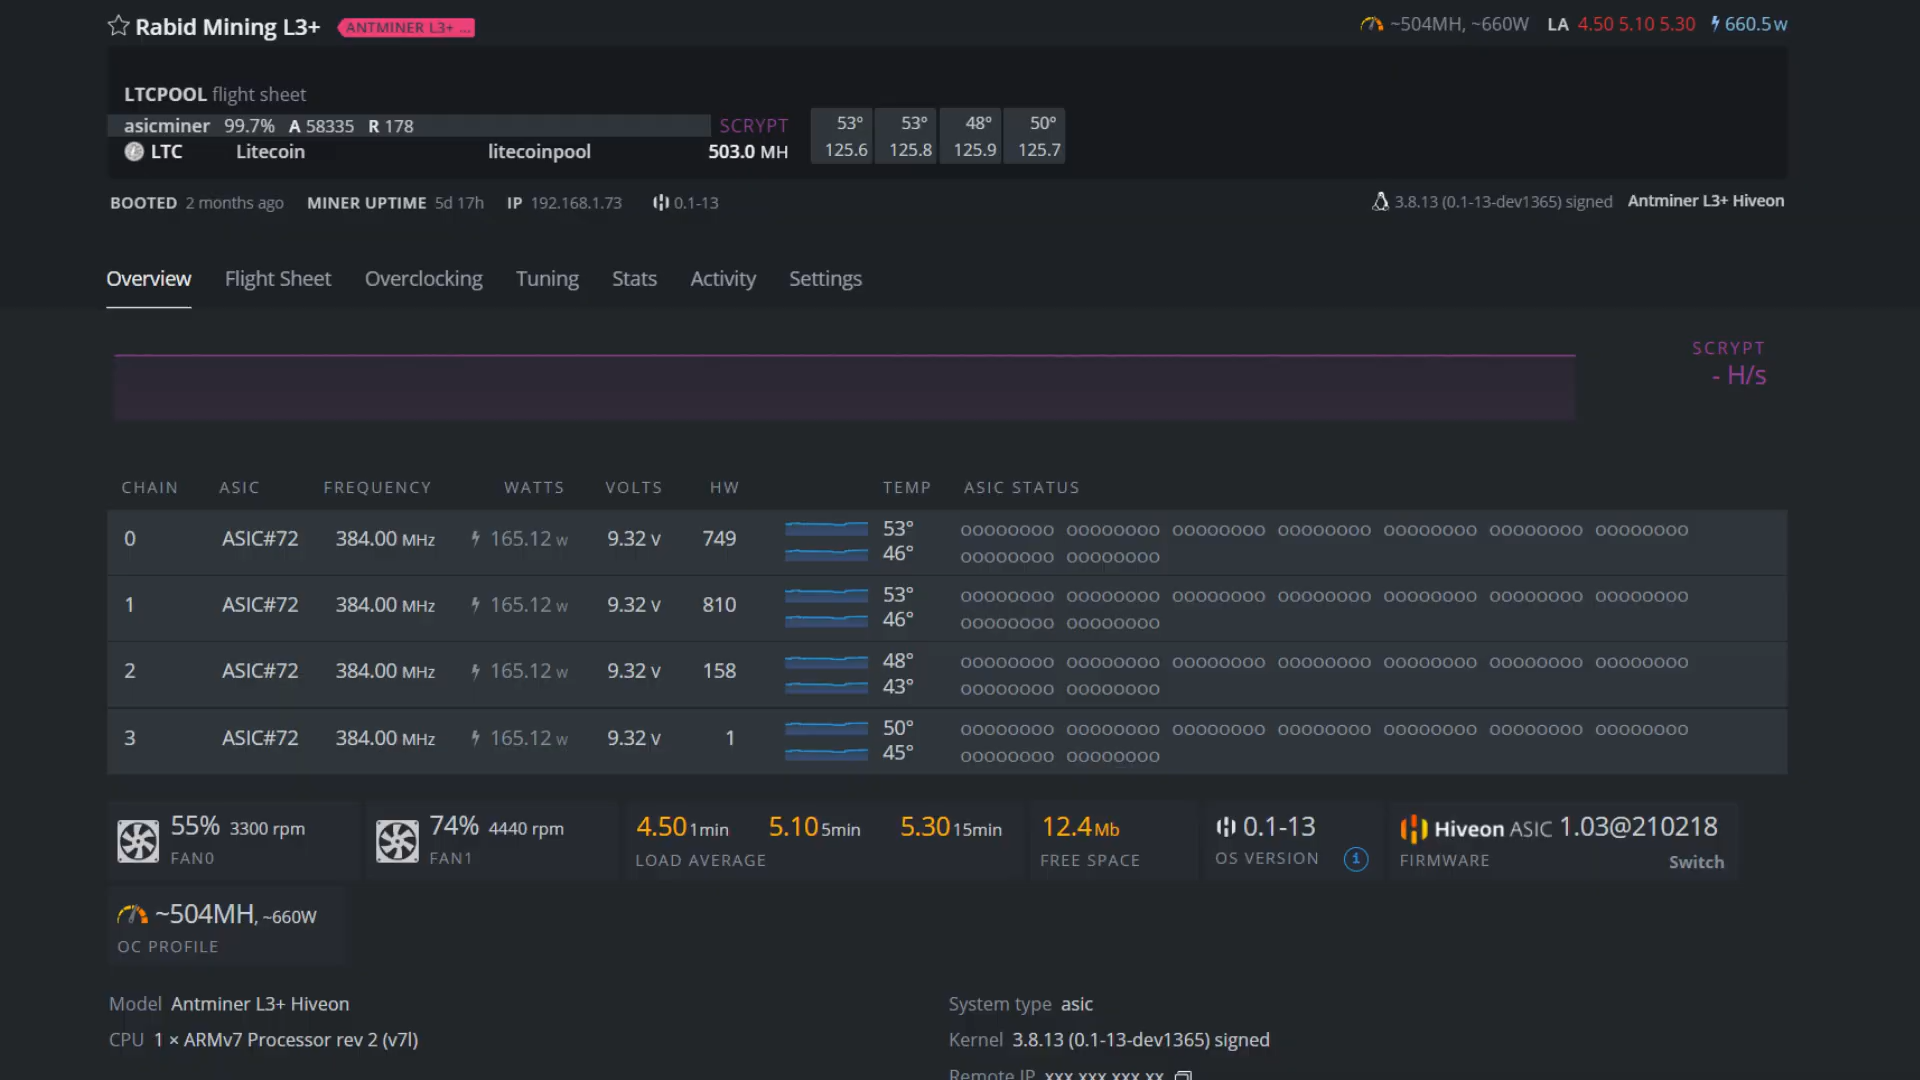 Rabid Mining L3+ ANTMINER L3+ ... ~504MH, ~660W LA 4.50 5.10 5.30 660.5 w
LTCPOOL flight sheet
asicminer 99.7% A 58335 R 178 SCRYPT 53° 53° 48° 50°
LTC Litecoin litecoinpool 503.0 MH 125.6 125.8 125.9 125.7
BOOTED 2 months ago MINER UPTIME 5d 17h IP 192.168.1.73 0.1-13 3.8.13 (0.1-13-dev1365) signed Antminer L3+ Hiveon
Overview Flight Sheet Overclocking Tuning Stats Activity Settings
SCRYPT
- H/s
CHAIN ASIC FREQUENCY WATTS VOLTS HW TEMP ASIC STATUS
0 ASIC#72 384.00 MHz 165.12 w 9.32 V 749 53° oooooooo oooooooo oooooooo oooooooo oooooooo oooooooo oooooooo
46° oooooooo oooooooo
1 ASIC#72 384.00 MHz 165.12 w 9.32 V 810 53° oooooooo oooooooo oooooooo oooooooo oooooooo oooooooo oooooooo
46° oooooooo oooooooo
2 ASIC#72 384.00 MHz 165.12 w 9.32 V 158 48° oooooooo oooooooo oooooooo oooooooo oooooooo oooooooo oooooooo
43° oooooooo oooooooo
3 ASIC#72 384.00 MHz 165.12 w 9.32 V 1 50° oooooooo oooooooo oooooooo oooooooo oooooooo oooooooo oooooooo
45° oooooooo oooooooo
55% 3300 rpm 74% 4440 rpm 4.50 1min 5.10 5min 5.30 15min 12.4 Mb 0.1-13 Hiveon ASIC 1.03@210218
FAN0 FAN1 LOAD AVERAGE FREE SPACE OS VERSION FIRMWARE Switch
~504MH, ~660W
OC PROFILE
Model Antminer L3+ Hiveon System type asic
CPU 1 × ARMv7 Processor rev 2 (v7l) Kernel 3.8.13 (0.1-13-dev1365) signed
Remote IP xxx.xxx.xxx.xx